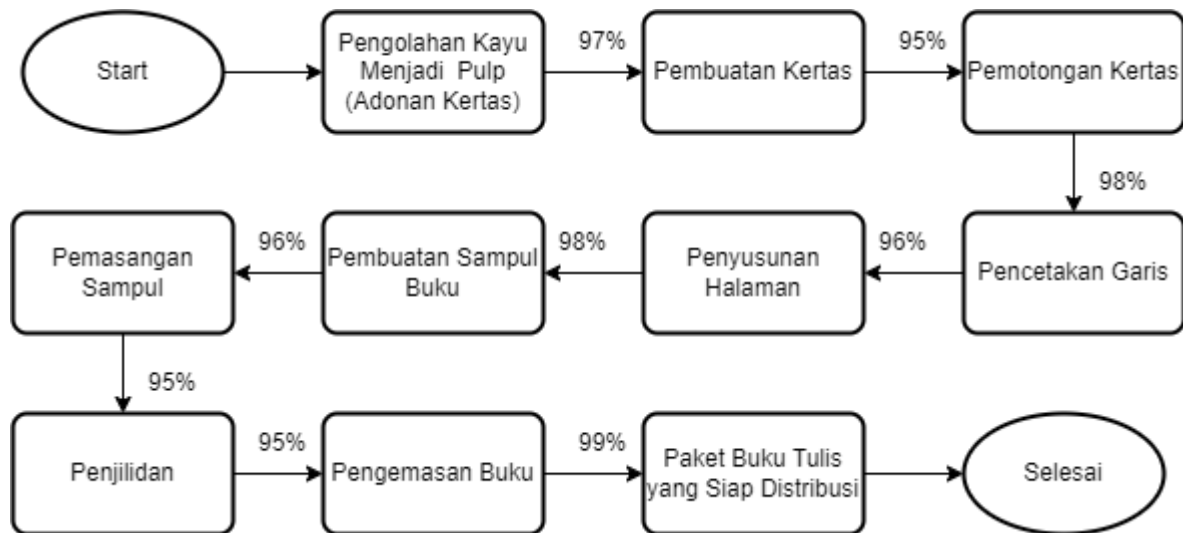 Start
Pengolahan Kayu
Menjadi Pulp
(Adonan Kertas)
97%
Pembuatan Kertas
95%
Pemotongan Kertas
98%
Pencetakan Garis
96%
Penyusunan
Halaman
98%
Pembuatan Sampul
Buku
96%
Pemasangan
Sampul
95%
Penjilidan
95%
Pengemasan Buku
99%
Paket Buku Tulis
yang Siap Distribusi
Selesai